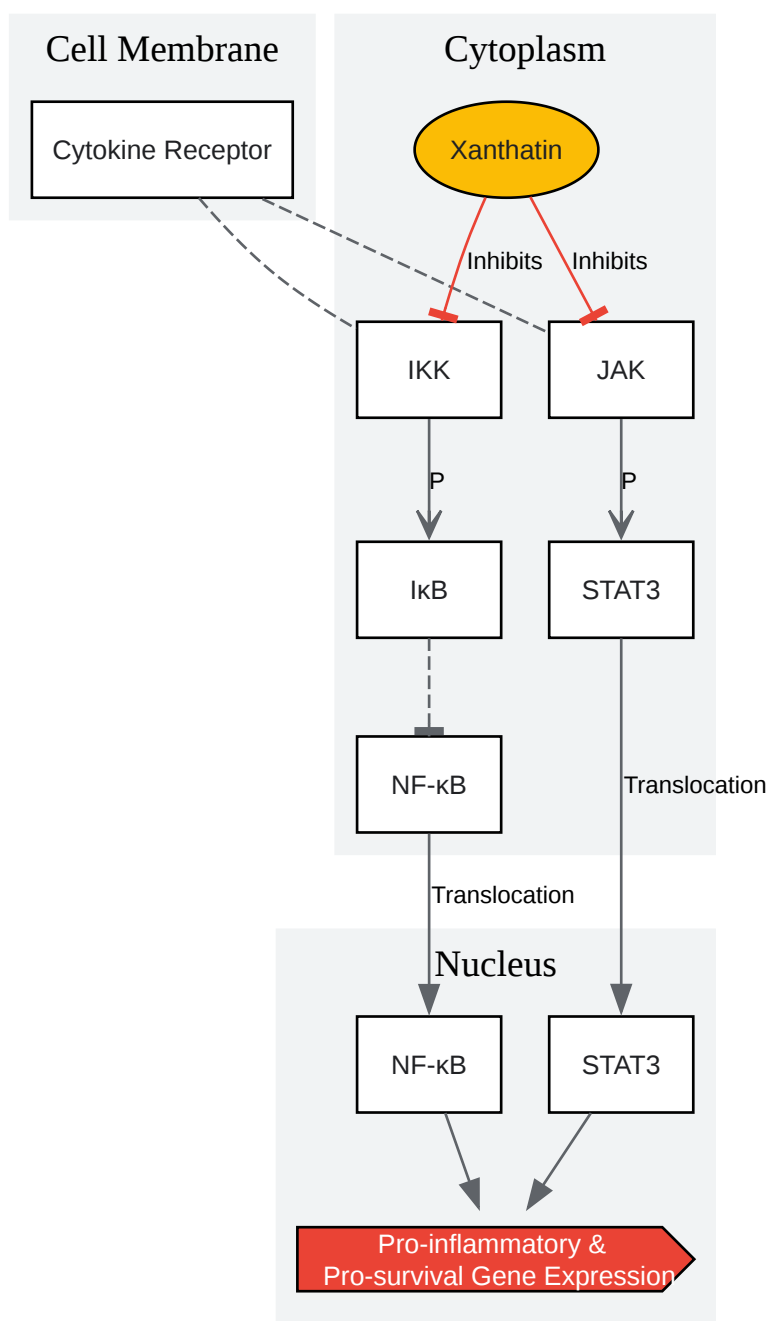 Cell Membrane
Cytoplasm
Cytokine Receptor
Xanthatin
Inhibits
Inhibits
IKK
JAK
P
P
IκB
STAT3
NF-κB
Translocation
Translocation
Nucleus
NF-κB
STAT3
Pro-inflammatory &
Pro-survival Gene Expression